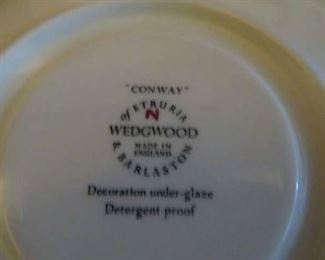 "CONWAY"
of ETRURIA
N
WEDGWOOD
MADE IN
ENGLAND
& BARLASTON
Decoration under-glaze
Detergent proof